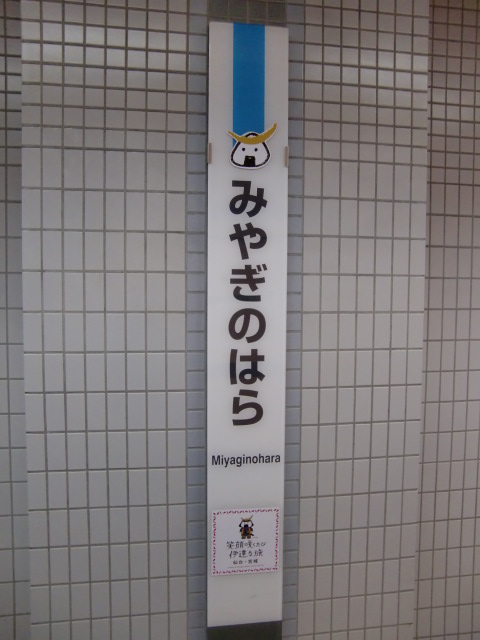 みやぎのはら
Miyaginohara
笑顔咲くたび
伊達な旅
仙台・宮城